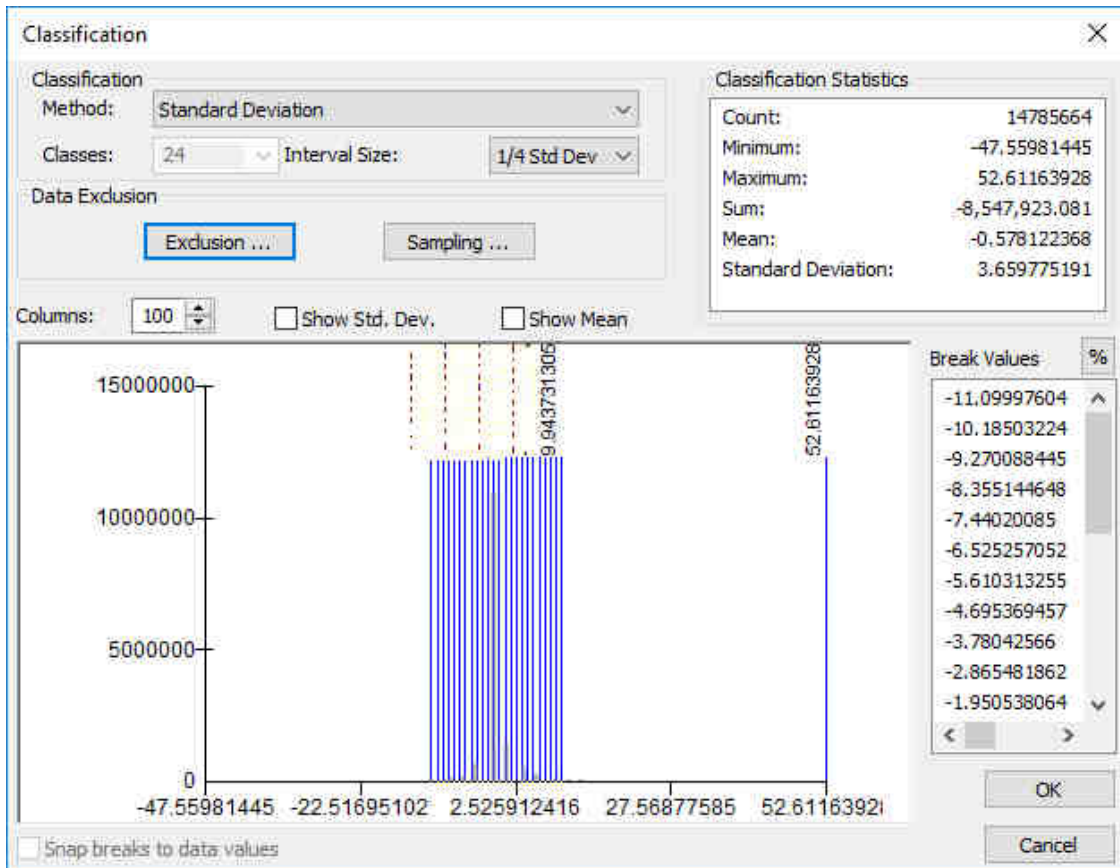 Classification
Classification
Method: Standard Deviation
Classes: 24 Interval Size: 1/4 Std Dev
Data Exclusion
Exclusion ...
Sampling ...
Classification Statistics
Count: 14785664
Minimum: -47.55981445
Maximum: 52.61163928
Sum: -8,547,923.081
Mean: -0.578122368
Standard Deviation: 3.659775191
Columns: 100 Show Std. Dev. Show Mean
15000000
10000000
5000000
0
9.943731305
52.61163928
-47.55981445 -22.51695102 2.525912416 27.56877585 52.61163928
Break Values %
-11.09997604
-10.18503224
-9.270088445
-8.355144648
-7.44020085
-6.525257052
-5.610313255
-4.695369457
-3.78042566
-2.865481862
-1.950538064
OK
Cancel
Snap breaks to data values